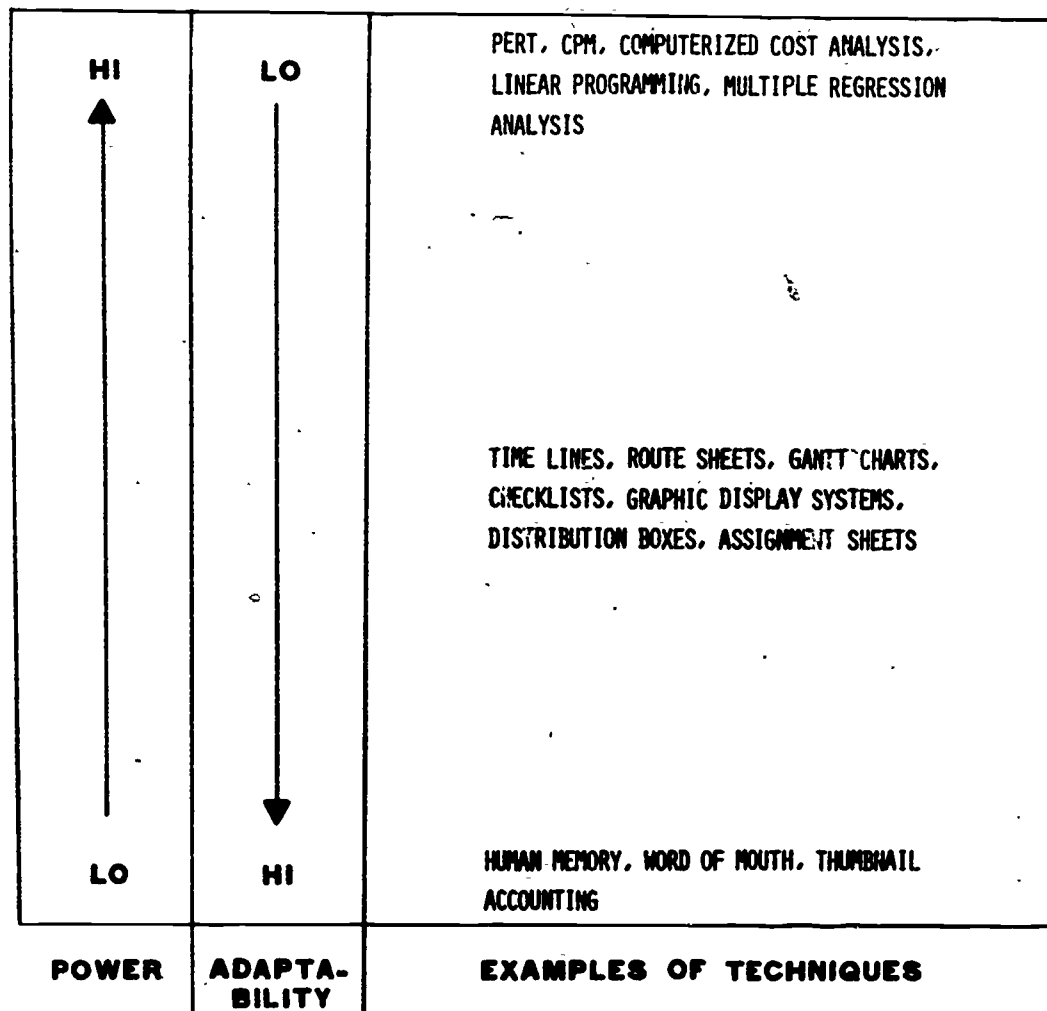 HI
LO
PERT, CPM, COMPUTERIZED COST ANALYSIS,
LINEAR PROGRAMMING, MULTIPLE REGRESSION
ANALYSIS
TIME LINES, ROUTE SHEETS, GANTT CHARTS,
CHECKLISTS, GRAPHIC DISPLAY SYSTEMS,
DISTRIBUTION BOXES, ASSIGNMENT SHEETS
LO
HI
HUMAN MEMORY, WORD OF MOUTH, THUMBNAIL
ACCOUNTING
POWER
ADAPTA-
BILITY
EXAMPLES OF TECHNIQUES